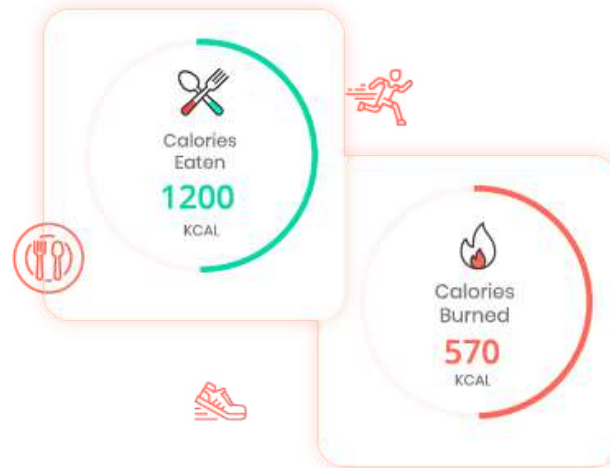 Calories
Eaten
1200
KCAL
Calories
Burned
570
KCAL